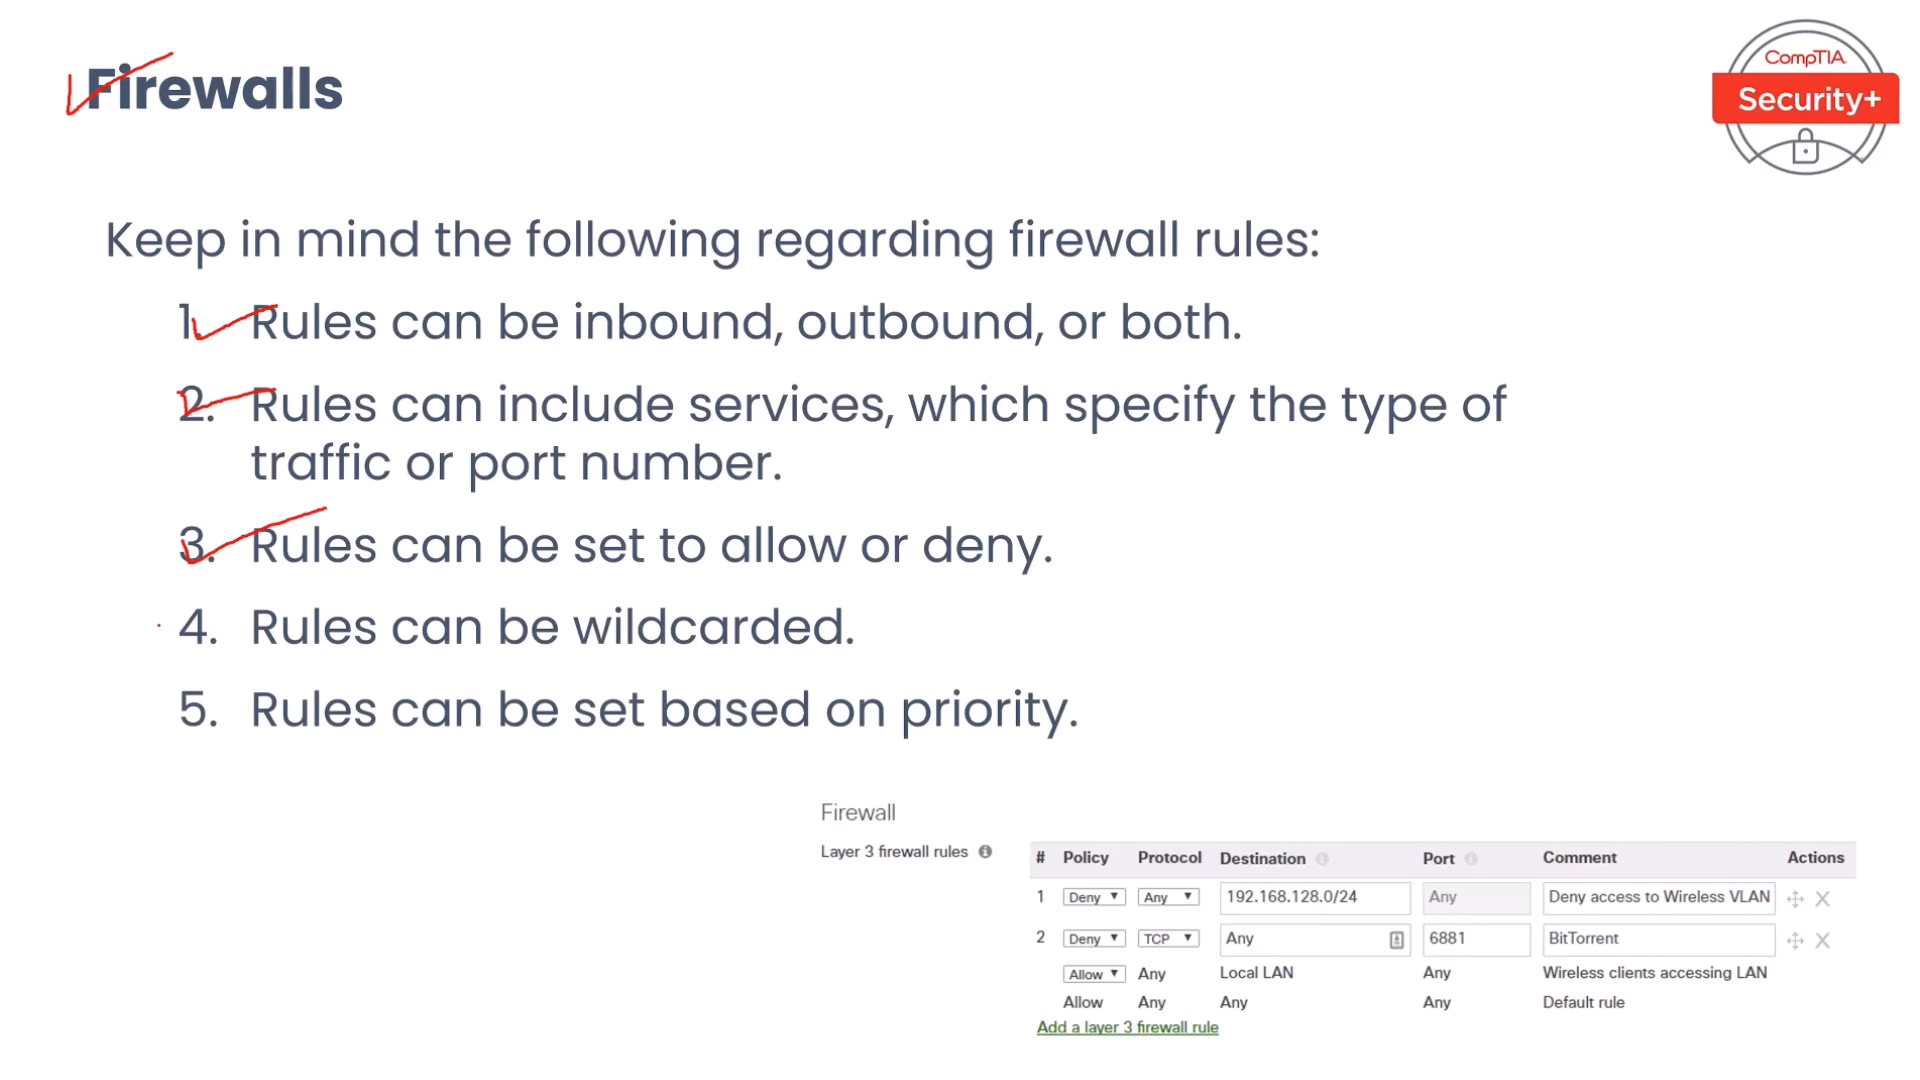 Firewalls
CompTIA.
Security+
Keep in mind the following regarding firewall rules:
1. Rules can be inbound, outbound, or both.
2. Rules can include services, which specify the type of
traffic or port number.
3. Rules can be set to allow or deny.
4. Rules can be wildcarded.
5. Rules can be set based on priority.
Firewall
Layer 3 firewall rules
# Policy Protocol Destination Port Comment Actions
1 Deny Any 192.168.128.0/24 Any Deny access to Wireless VLAN
2 Deny TCP Any 6881 BitTorrent
Allow Any Local LAN Any Wireless clients accessing LAN
Allow Any Any Any Default rule
Add a layer 3 firewall rule